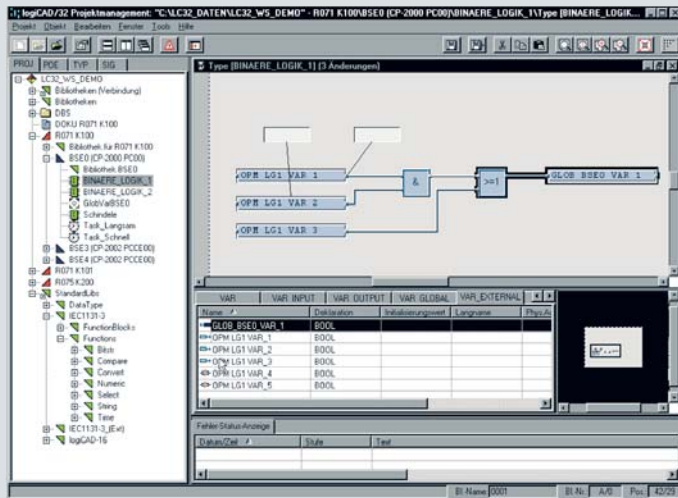 logiCAD/32 Projektmanagement: "C:\LC32_DATEN\LC32_WS_DEMO" - R071 K100\BSE0 (CP-2000 PC00)\BINAERE_LOGIK_1\Type [BINAERE_LOGIK...
Projekt Objekt Bearbeiten Fenster Tools Hilfe
PROJ POE TYP SIG
LC32_WS_DEMO
Bibliotheken (Verbindung)
Bibliotheken
DBS
DOKU R071 K100
R071 K100
Bibliothek für R071 K100
BSE0 (CP-2000 PC00)
Bibliothek BSE0
BINAERE_LOGIK_1
BINAERE_LOGIK_2
GlobVarBSE0
Schindele
Task_Langsam
Task_Schnell
BSE3 (CP-2002 PCCE00)
BSE4 (CP-2002 PCCE00)
R071 K101
R075 K200
StandardLibs
DataType
IEC1131-3
FunctionBlocks
Functions
Bitstr
Compare
Convert
Numeric
Select
String
Time
IEC1131-3_(Ext)
logiCAD-16
Type [BINAERE_LOGIK_1] (3 Änderungen)
OPM LG1 VAR 1
&
>=1
GLOB BSE0 VAR 1
OPM LG1 VAR 2
OPM LG1 VAR 3
VAR VAR INPUT VAR OUTPUT VAR GLOBAL VAR_EXTERNAL
Name Deklaration Initialisierungswert Langname Phys.Ad
GLOB_BSE0_VAR_1 BOOL
OPM LG1 VAR_1 BOOL
OPM LG1 VAR_2 BOOL
OPM LG1 VAR_3 BOOL
OPM LG1 VAR_4 BOOL
OPM LG1 VAR_5 BOOL
Fehler-Status-Anzeige
Datum/Zeit Stufe Text
Bl-Name: 0001 Bl-Nr.: A/0 Pos.: 42/29